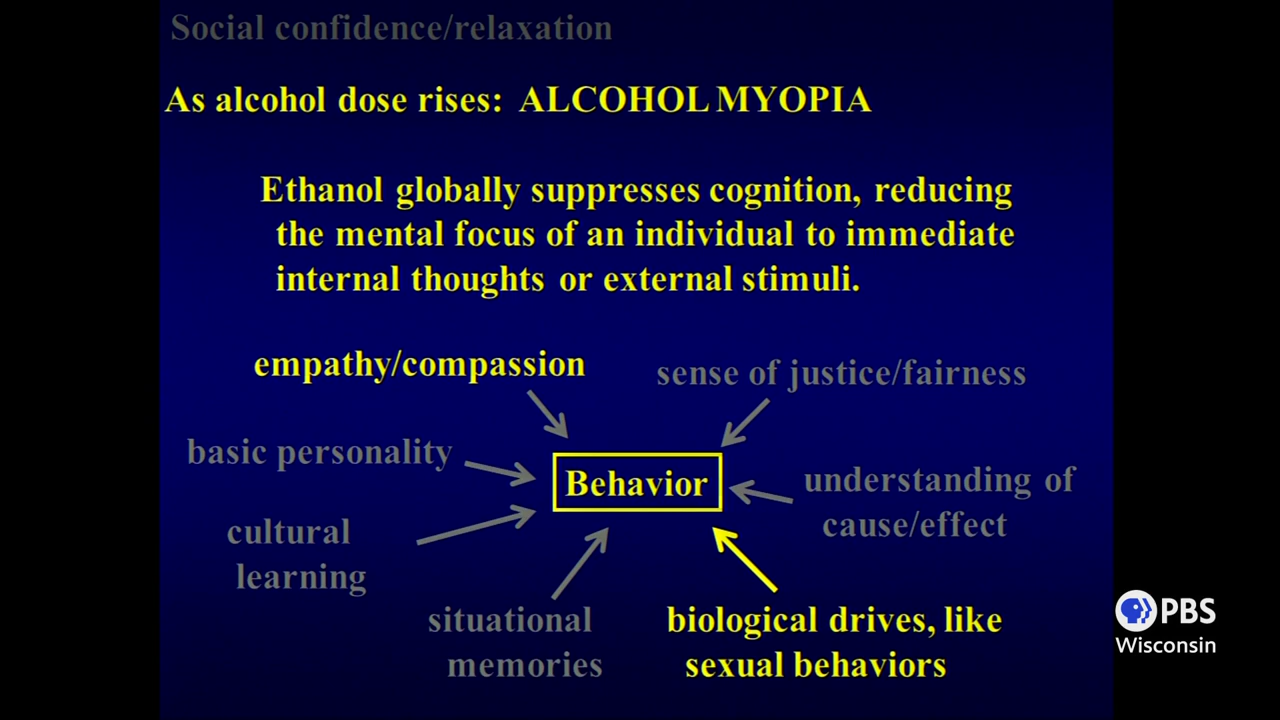 Social confidence/relaxation
As alcohol dose rises: ALCOHOL MYOPIA
Ethanol globally suppresses cognition, reducing
the mental focus of an individual to immediate
internal thoughts or external stimuli.
empathy/compassion
sense of justice/fairness
basic personality
Behavior
understanding of
cause/effect
cultural
learning
situational
memories
biological drives, like
sexual behaviors
PBS
Wisconsin